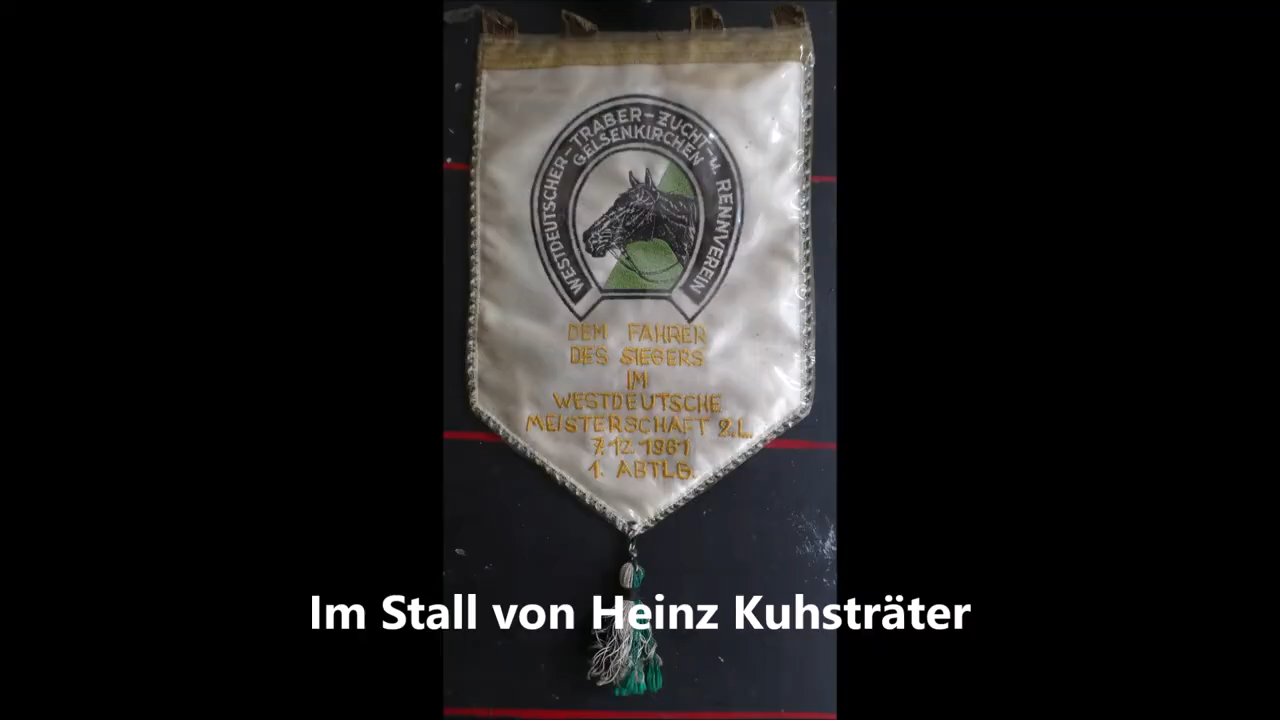 WESTDEUTSCHER-TRABER-ZUCHT-u. RENNVEREIN
GELSENKIRCHEN
DEM FAHRER
DES SIEGERS
IM
WESTDEUTSCHE
MEISTERSCHAFT 2.L.
7.12.1961
1. ABTLG.
Im Stall von Heinz Kuhsträter